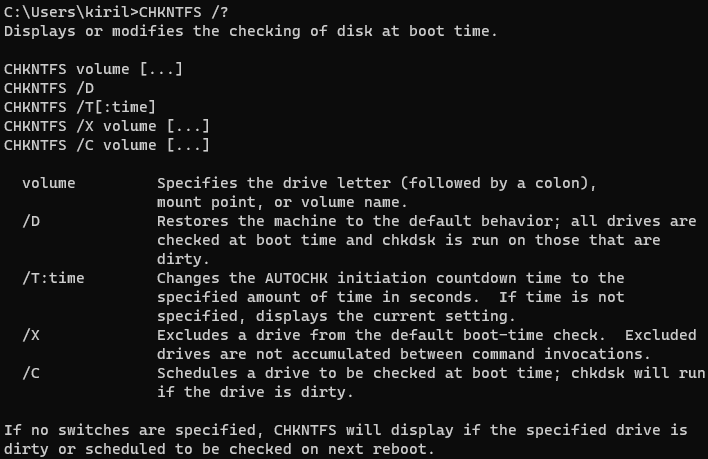 C:\Users\kiril>CHKNTFS /?
Displays or modifies the checking of disk at boot time.

CHKNTFS volume [...]
CHKNTFS /D
CHKNTFS /T[:time]
CHKNTFS /X volume [...]
CHKNTFS /C volume [...]

  volume         Specifies the drive letter (followed by a colon),
                 mount point, or volume name.
  /D             Restores the machine to the default behavior; all drives are
                 checked at boot time and chkdsk is run on those that are
                 dirty.
  /T:time        Changes the AUTOCHK initiation countdown time to the
                 specified amount of time in seconds.  If time is not
                 specified, displays the current setting.
  /X             Excludes a drive from the default boot-time check.  Excluded
                 drives are not accumulated between command invocations.
  /C             Schedules a drive to be checked at boot time; chkdsk will run
                 if the drive is dirty.

If no switches are specified, CHKNTFS will display if the specified drive is
dirty or scheduled to be checked on next reboot.